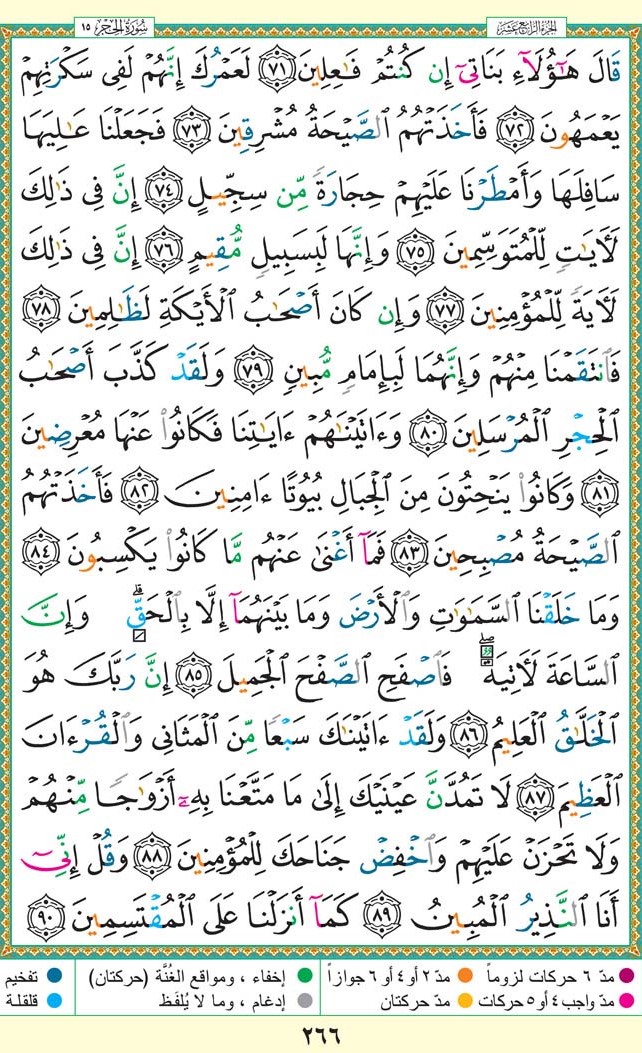 سُورَةُ الحِجْرِ ١٥
الجزءُ الرَّابِعُ عَشَر
قَالَ هَٰٓؤُلَآءِ بَنَاتِىٓ إِن كُنتُمْ فَٰعِلِينَ ٧١ لَعَمْرُكَ إِنَّهُمْ لَفِى سَكْرَتِهِمْ
يَعْمَهُونَ ٧٢ فَأَخَذَتْهُمُ ٱلصَّيْحَةُ مُشْرِقِينَ ٧٣ فَجَعَلْنَا عَٰلِيَهَا
سَافِلَهَا وَأَمْطَرْنَا عَلَيْهِمْ حِجَارَةً مِّن سِجِّيلٍ ٧٤ إِنَّ فِى ذَٰلِكَ
لَءَايَٰتٍ لِّلْمُتَوَسِّمِينَ ٧٥ وَإِنَّهَا لَبِسَبِيلٍ مُّقِيمٍ ٧٦ إِنَّ فِى ذَٰلِكَ
لَءَايَةً لِّلْمُؤْمِنِينَ ٧٧ وَإِن كَانَ أَصْحَٰبُ ٱلْأَيْكَةِ لَظَٰلِمِينَ ٧٨
فَٱنتَقَمْنَا مِنْهُمْ وَإِنَّهُمَا لَبِإِمَامٍ مُّبِينٍ ٧٩ وَلَقَدْ كَذَّبَ أَصْحَٰبُ
ٱلْحِجْرِ ٱلْمُرْسَلِينَ ٨٠ وَءَاتَيْنَٰهُمْ ءَايَٰتِنَا فَكَانُوا۟ عَنْهَا مُعْرِضِينَ
٨١ وَكَانُوا۟ يَنْحِتُونَ مِنَ ٱلْجِبَالِ بُيُوتًا ءَامِنِينَ ٨٢ فَأَخَذَتْهُمُ
ٱلصَّيْحَةُ مُصْبِحِينَ ٨٣ فَمَآ أَغْنَىٰ عَنْهُم مَّا كَانُوا۟ يَكْسِبُونَ ٨٤
وَمَا خَلَقْنَا ٱلسَّمَٰوَٰتِ وَٱلْأَرْضَ وَمَا بَيْنَهُمَآ إِلَّا بِٱلْحَقِّ ۗ وَإِنَّ
ٱلسَّاعَةَ لَءَاتِيَةٌ ۖ فَٱصْفَحِ ٱلصَّفْحَ ٱلْجَمِيلَ ٨٥ إِنَّ رَبَّكَ هُوَ
ٱلْخَلَّٰقُ ٱلْعَلِيمُ ٨٦ وَلَقَدْ ءَاتَيْنَٰكَ سَبْعًا مِّنَ ٱلْمَثَانِى وَٱلْقُرْءَانَ
ٱلْعَظِيمَ ٨٧ لَا تَمُدَّنَّ عَيْنَيْكَ إِلَىٰ مَا مَتَّعْنَا بِهِۦٓ أَزْوَٰجًا مِّنْهُمْ
وَلَا تَحْزَنْ عَلَيْهِمْ وَٱخْفِضْ جَنَاحَكَ لِلْمُؤْمِنِينَ ٨٨ وَقُلْ إِنِّىٓ
أَنَا ٱلنَّذِيرُ ٱلْمُبِينُ ٨٩ كَمَآ أَنزَلْنَا عَلَى ٱلْمُقْتَسِمِينَ ٩٠
مدّ ٦ حركات لزوماً مدّ ٢ أو ٤ أو ٦ جوازاً إخفاء ، ومواقع الغُنَّة (حركتان) تفخيم
مدّ واجب ٤ أو ٥ حركات مدّ حركتان إدغام ، وما لا يُلفَظ قلقلة
٢٦٦